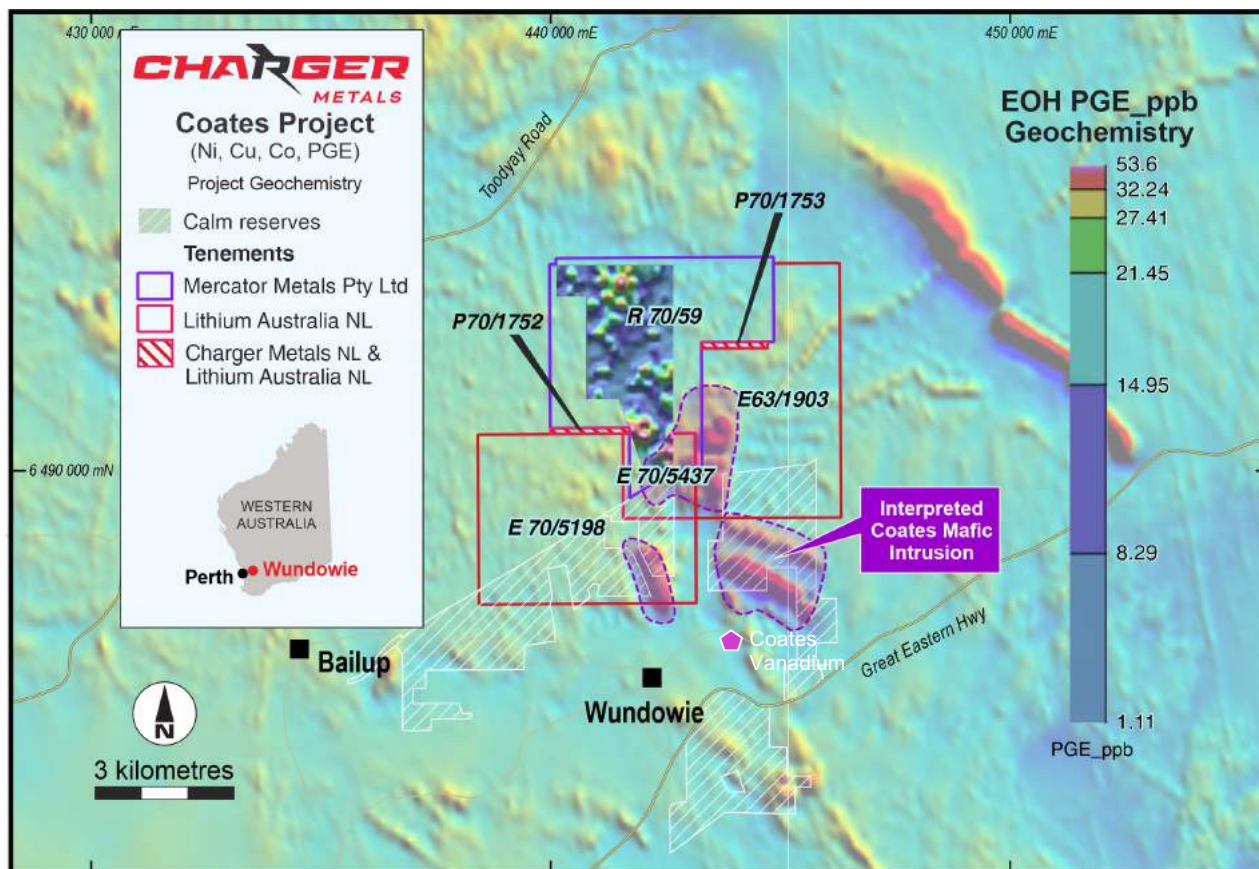 430 000 mE
440 000 mE
450 000 mE
CHARGER
METALS
Coates Project
(Ni, Cu, Co, PGE)
Project Geochemistry
Calm reserves
Tenements
Mercator Metals Pty Ltd
Lithium Australia NL
Charger Metals NL &
Lithium Australia NL
WESTERN
AUSTRALIA
Perth
Wundowie
Toodyay Road
P70/1753
P70/1752
R 70/59
E63/1903
6 490 000 mN
E 70/5437
E 70/5198
Interpreted
Coates Mafic
Intrusion
Coates
Vanadium
Great Eastern Hwy
Bailup
Wundowie
N
3 kilometres
EOH PGE_ppb
Geochemistry
53.6
32.24
27.41
21.45
14.95
8.29
1.11
PGE_ppb